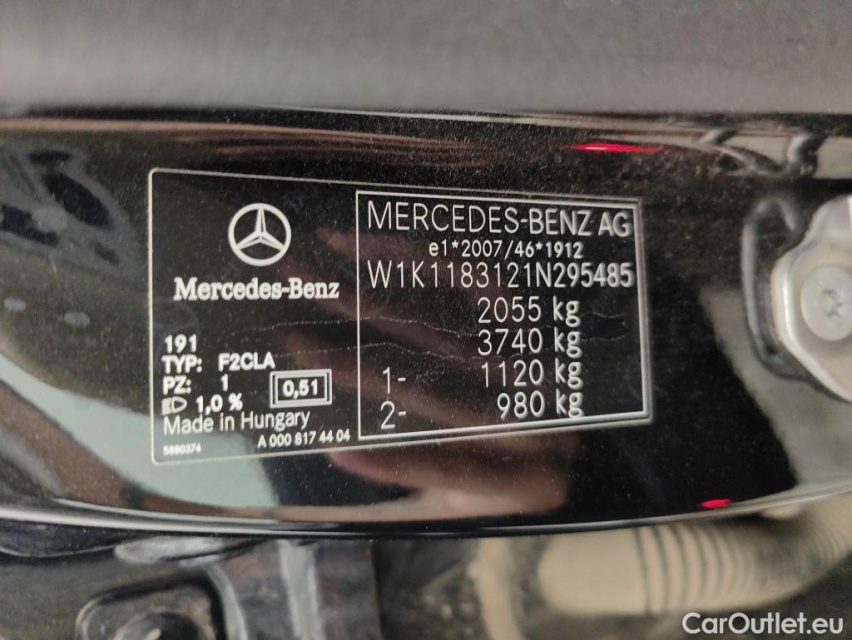 Mercedes-Benz
191
TYP: F2CLA
PZ: 1
0,51
1,0 %
Made in Hungary
5880374
A 000 817 44 04
MERCEDES-BENZ AG
e1*2007/46*1912
W1K1183121N295485
2055 kg
3740 kg
1- 1120 kg
2- 980 kg
CarOutlet.eu